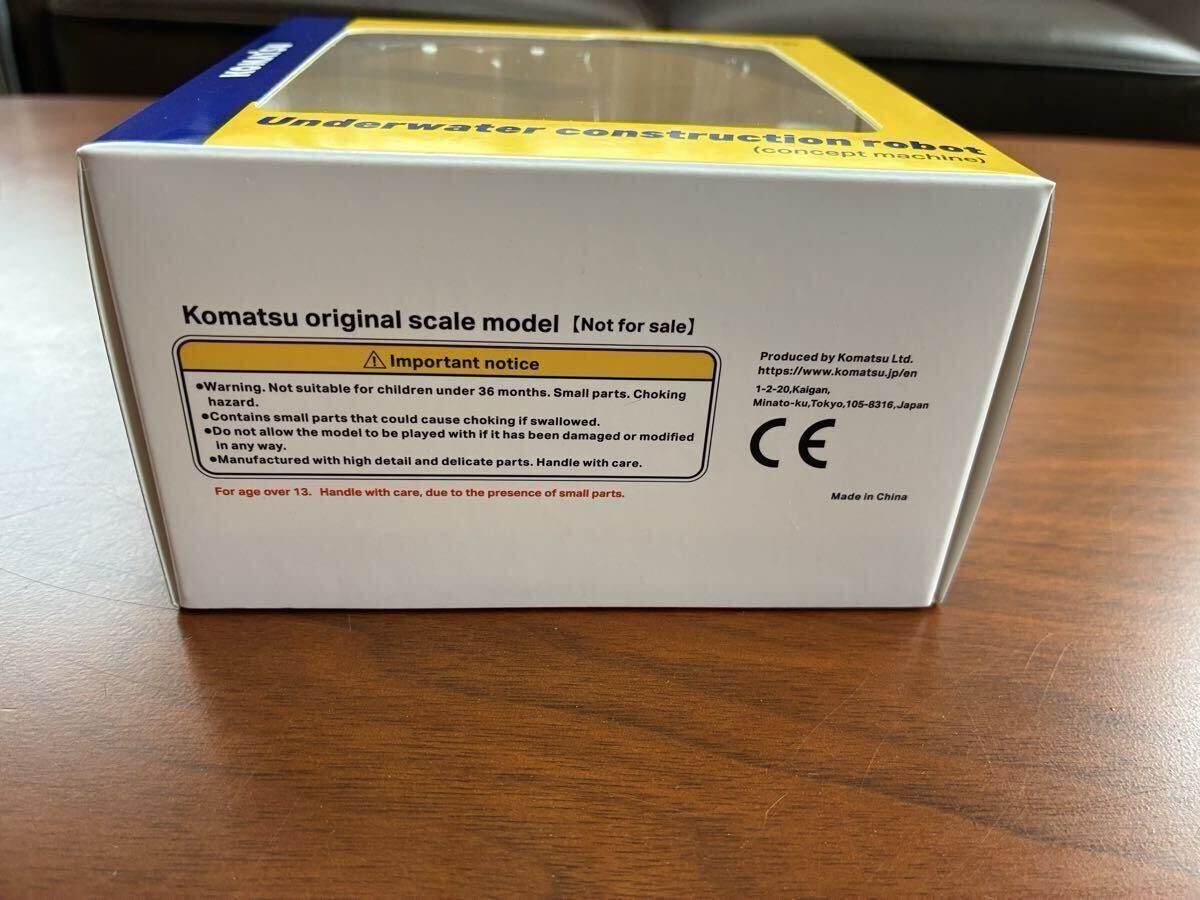 KOMATSU
Underwater construction robot
(concept machine)
Komatsu original scale model【Not for sale】
Important notice
●Warning. Not suitable for children under 36 months. Small parts. Choking
hazard.
●Contains small parts that could cause choking if swallowed.
●Do not allow the model to be played with if it has been damaged or modified
in any way.
●Manufactured with high detail and delicate parts. Handle with care.
For age over 13. Handle with care, due to the presence of small parts.
Produced by Komatsu Ltd.
https://www.komatsu.jp/en
1-2-20,Kaigan,
Minato-ku,Tokyo,105-8316,Japan
CE
Made in China